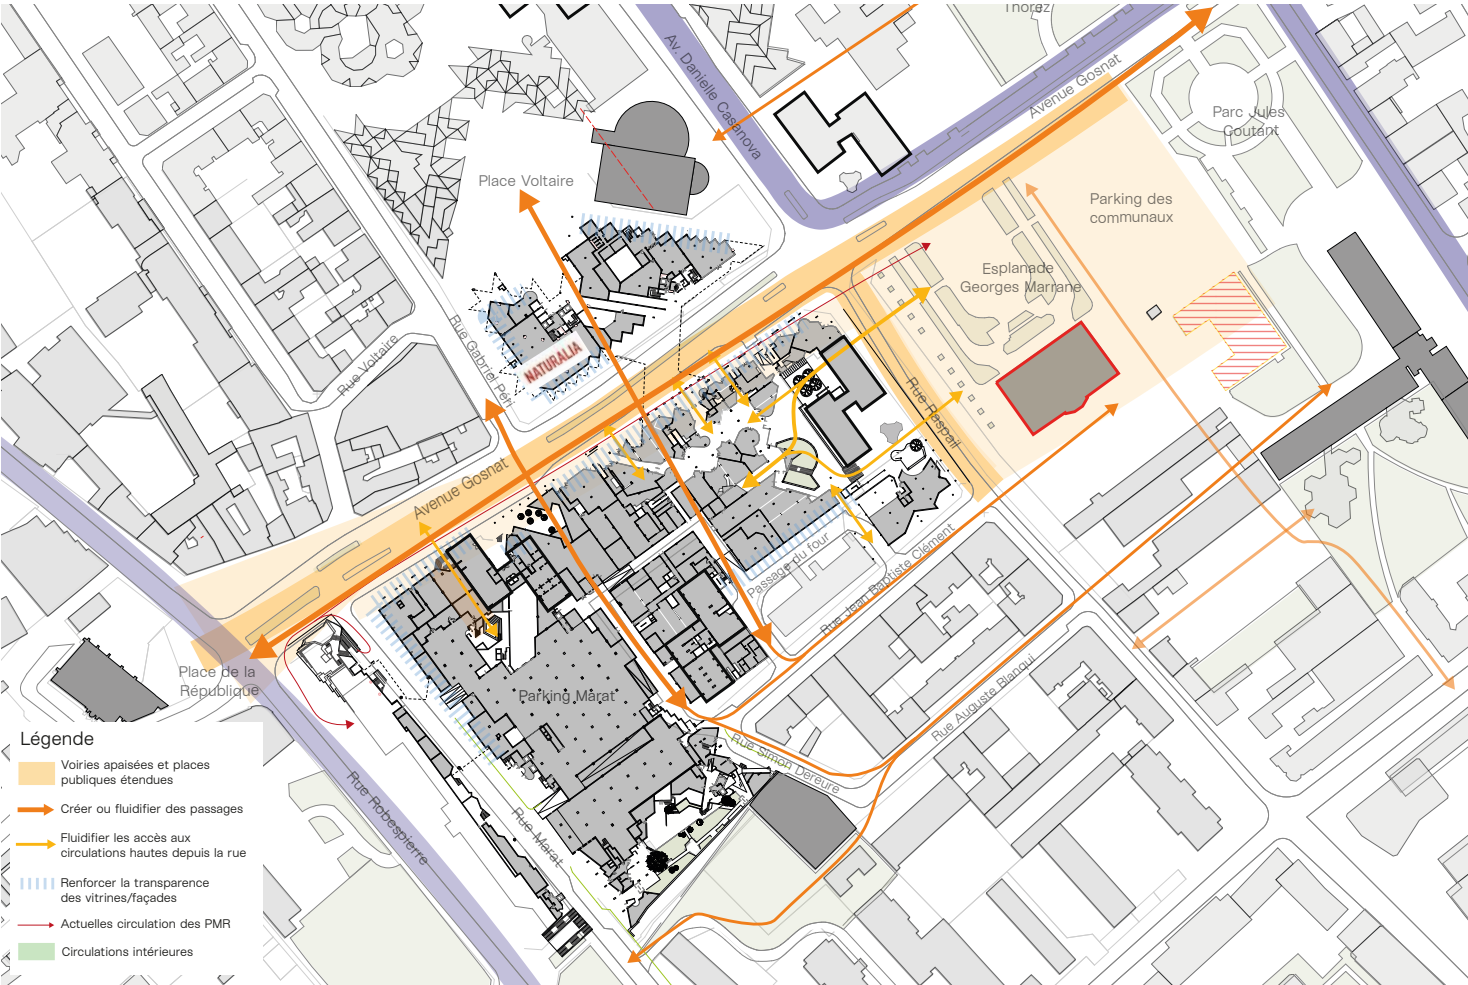 Thorez
Av. Danielle Casanova
Avenue Gosnat
Parc Jules
Coutant
Place Voltaire
Parking des
communaux
Esplanade
Georges Marrane
Rue Voltaire
Rue Gabriel Péri
NATURALIA
Rue Raspail
Avenue Gosnat
Passage du four
Rue Jean Baptiste Clément
Place de la
République
Parking Marat
Rue Auguste Blanqui
Rue Simon Dereure
Rue Robespierre
Rue Marat
Légende
Voiries apaisées et places
publiques étendues
Créer ou fluidifier des passages
Fluidifier les accès aux
circulations hautes depuis la rue
Renforcer la transparence
des vitrines/façades
Actuelles circulation des PMR
Circulations intérieures